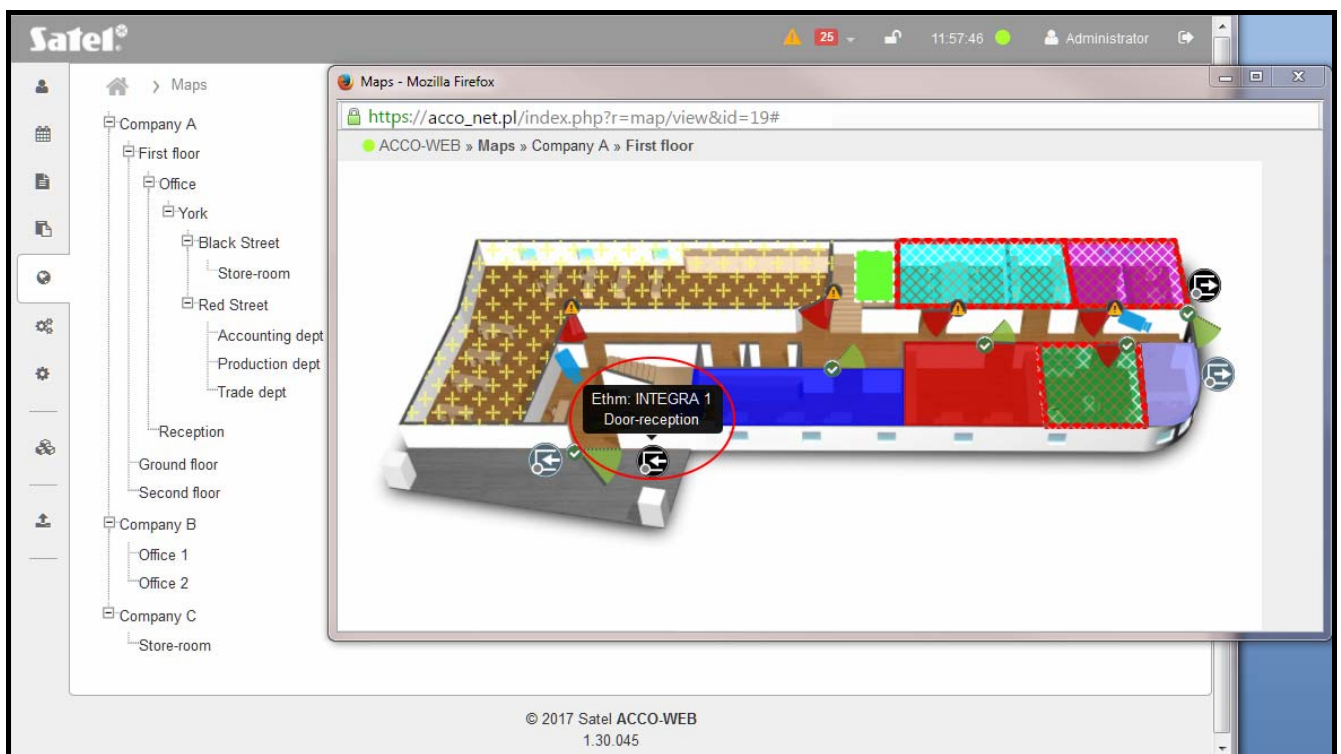 Satel®
25
11:57:46
Administrator
Maps
Company A
First floor
Office
York
Black Street
Store-room
Red Street
Accounting dept
Production dept
Trade dept
Reception
Ground floor
Second floor
Company B
Office 1
Office 2
Company C
Store-room
Maps - Mozilla Firefox
https://acco_net.pl/index.php?r=map/view&id=19#
ACCO-WEB » Maps » Company A » First floor
Ethm: INTEGRA 1
Door-reception
© 2017 Satel ACCO-WEB
1.30.045